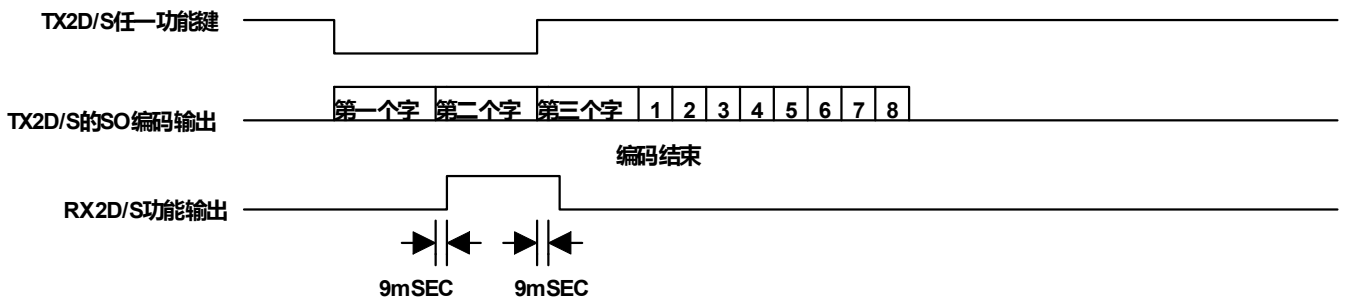 TX2D/S任一功能鍵
第一个字 第二个字 第三个字 1 2 3 4 5 6 7 8
TX2D/S的SO编码输出
编码结束
RX2D/S功能输出
9mSEC 9mSEC